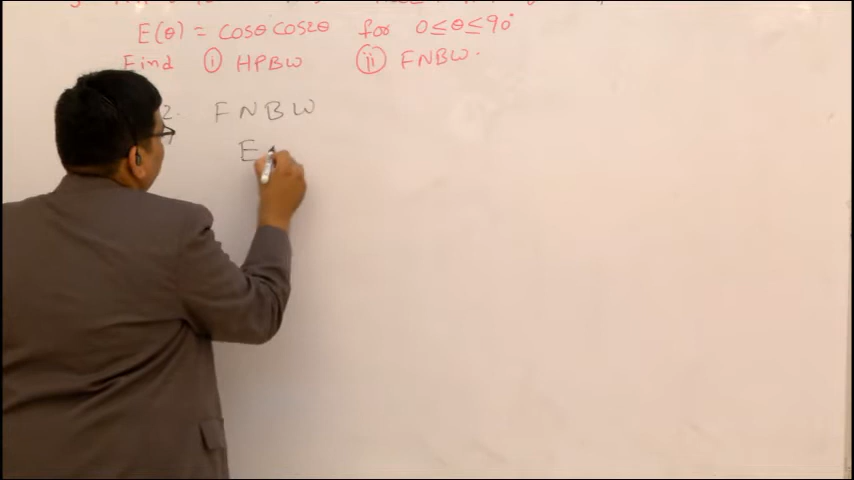 E(θ) = cosθ cos2θ for 0≤θ≤90°
Find (i) HPBW (ii) FNBW.
2. FNBW
E